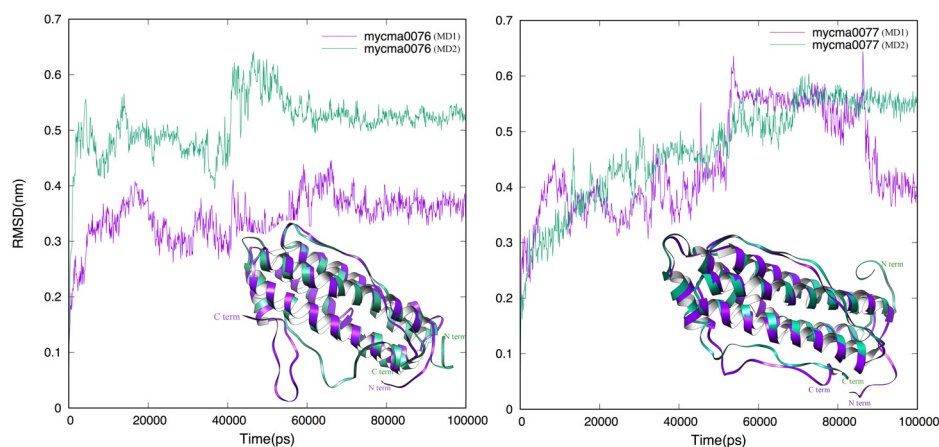 mycma0076 (MD1)
mycma0076 (MD2)
0.7
0.6
0.5
0.4
0.3
0.2
0.1
0
RMSD(nm)
C term
N term
C term
N term
0 20000 40000 60000 80000 100000
Time(ps)
mycma0077 (MD1)
mycma0077 (MD2)
0.7
0.6
0.5
0.4
0.3
0.2
0.1
0
N term
C term
C term
N term
0 20000 40000 60000 80000 100000
Time(ps)